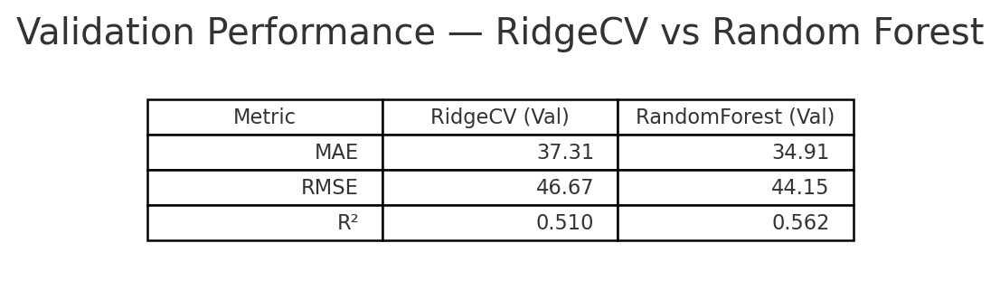 Validation Performance — RidgeCV vs Random Forest
Metric RidgeCV (Val) RandomForest (Val)
MAE 37.31 34.91
RMSE 46.67 44.15
R² 0.510 0.562